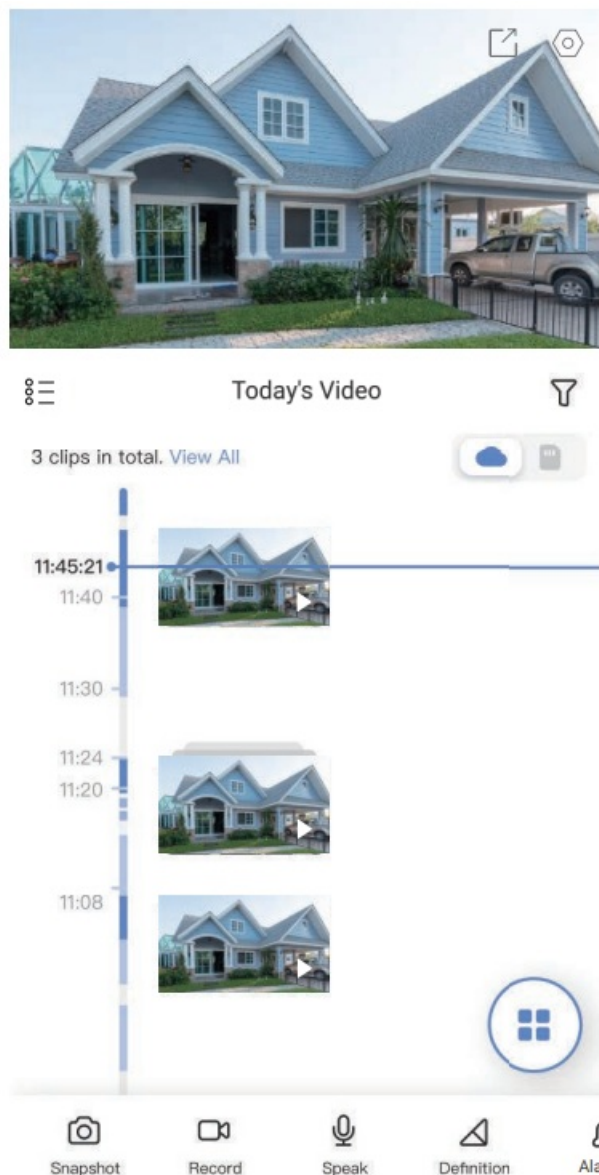 Today's Video
3 clips in total. View All
11:45:21
11:40
11:30
11:24
11:20
11:08
Snapshot
Record
Speak
Definition